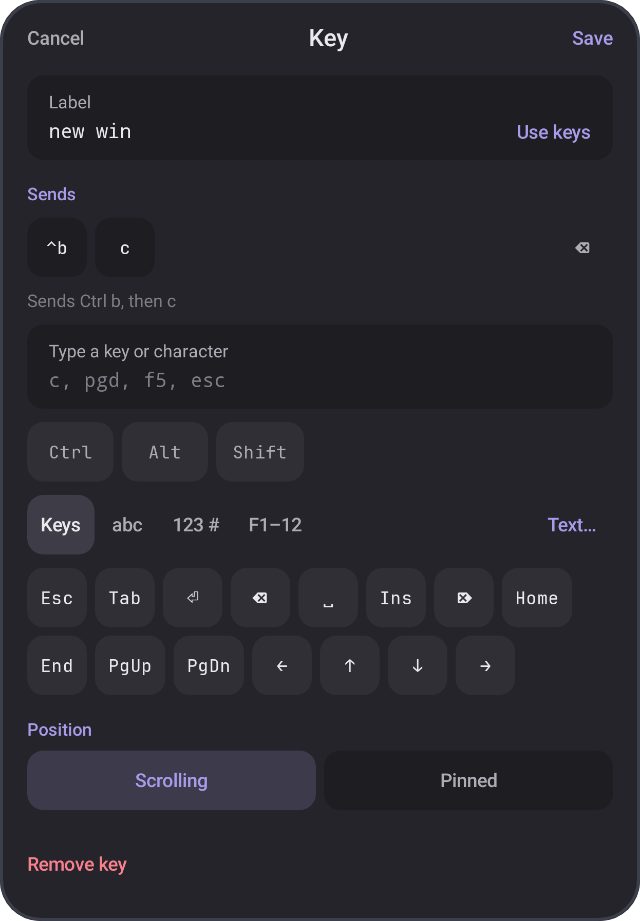 Cancel Key Save
Label
new win Use keys
Sends
^b c
Sends Ctrl b, then c
Type a key or character
c, pgd, f5, esc
Ctrl Alt Shift
Keys abc 123 # F1–12 Text...
Esc Tab ⏎ ⌫ ␣ Ins ⌦ Home
End PgUp PgDn ← ↑ ↓ →
Position
Scrolling Pinned
Remove key